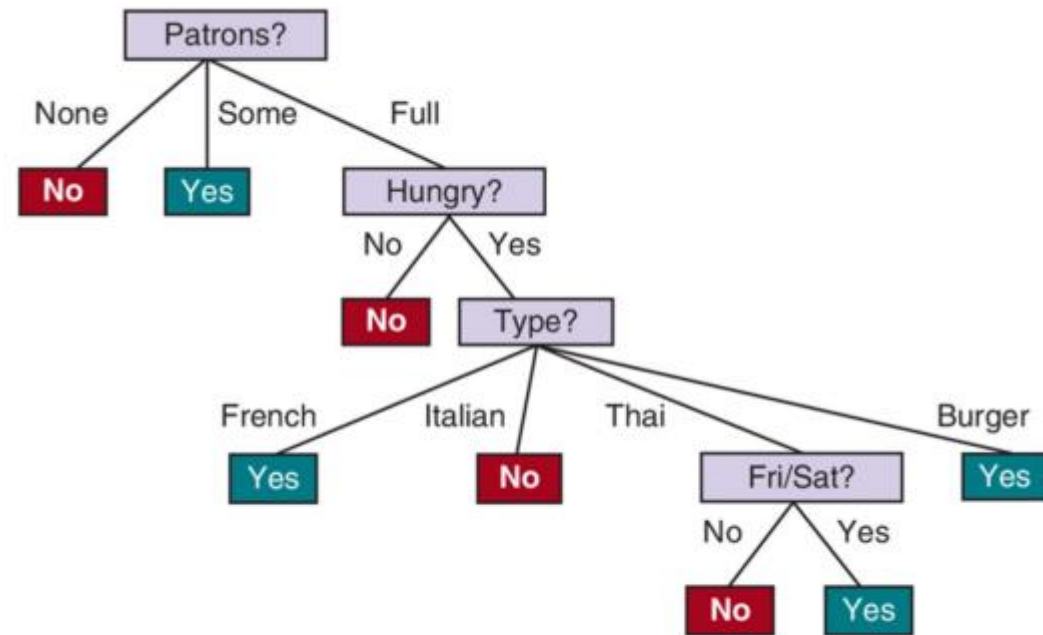 Patrons?
None Some Full
No Yes Hungry?
No Yes
No Type?
French Italian Thai Burger
Yes No Fri/Sat? Yes
No Yes
No Yes